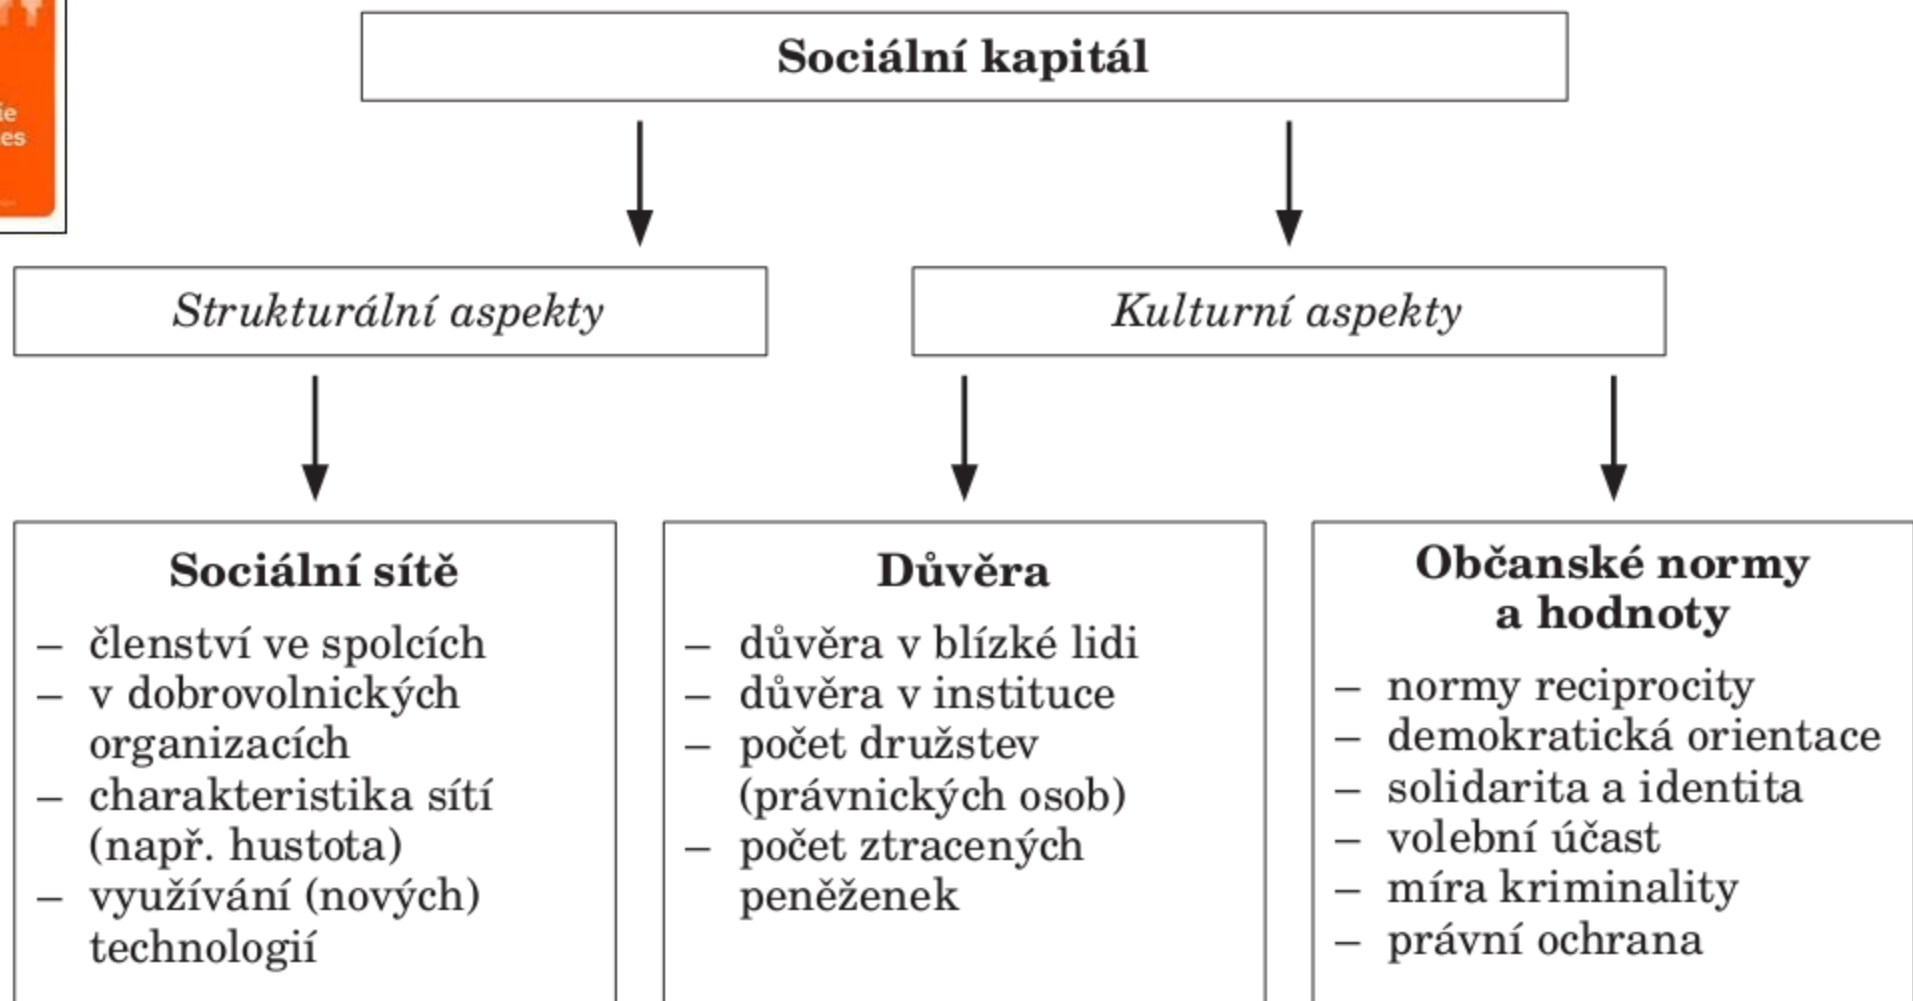 ie
es
Sociální kapitál
Strukturální aspekty
Kulturní aspekty
Sociální sítě
– členství ve spolcích
– v dobrovolnických
organizacích
– charakteristika sítí
(např. hustota)
– využívání (nových)
technologií
Důvěra
– důvěra v blízké lidi
– důvěra v instituce
– počet družstev
(právnických osob)
– počet ztracených
peněženek
Občanské normy
a hodnoty
– normy reciprocity
– demokratická orientace
– solidarita a identita
– volební účast
– míra kriminality
– právní ochrana